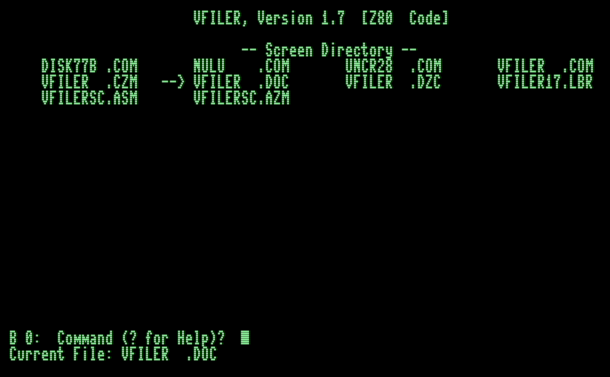 VFILER, Version 1.7 [Z80 Code]
-- Screen Directory --
DISK77B .COM NULU .COM UNCR28 .COM VFILER .COM
VFILER .CZM --> VFILER .DOC VFILER .DZC VFILER17.LBR
VFILERSC.ASM VFILERSC.AZM
B 0: Command (? for Help)?
Current File: VFILER .DOC